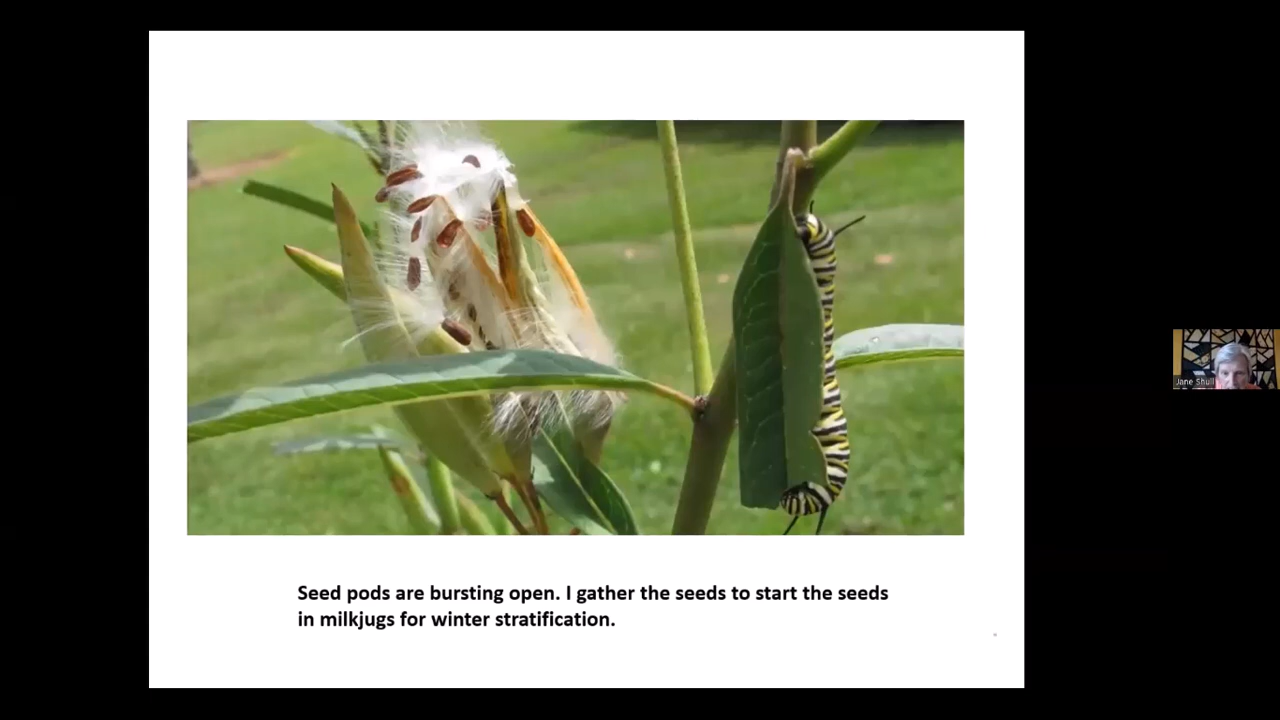 Seed pods are bursting open. I gather the seeds to start the seeds
in milkjugs for winter stratification.
Jane Shull